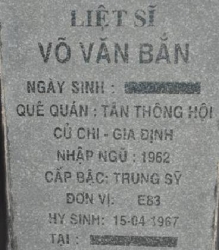 LIỆT SĨ
VÕ VĂN BẮN
NGÀY SINH :
QUÊ QUÁN : TÂN THÔNG HỘI
CỦ CHI - GIA ĐỊNH
NHẬP NGŨ : 1962
CẤP BẬC: TRUNG SỸ
ĐƠN VỊ: E83
HY SINH: 15-04-1967
TẠI :